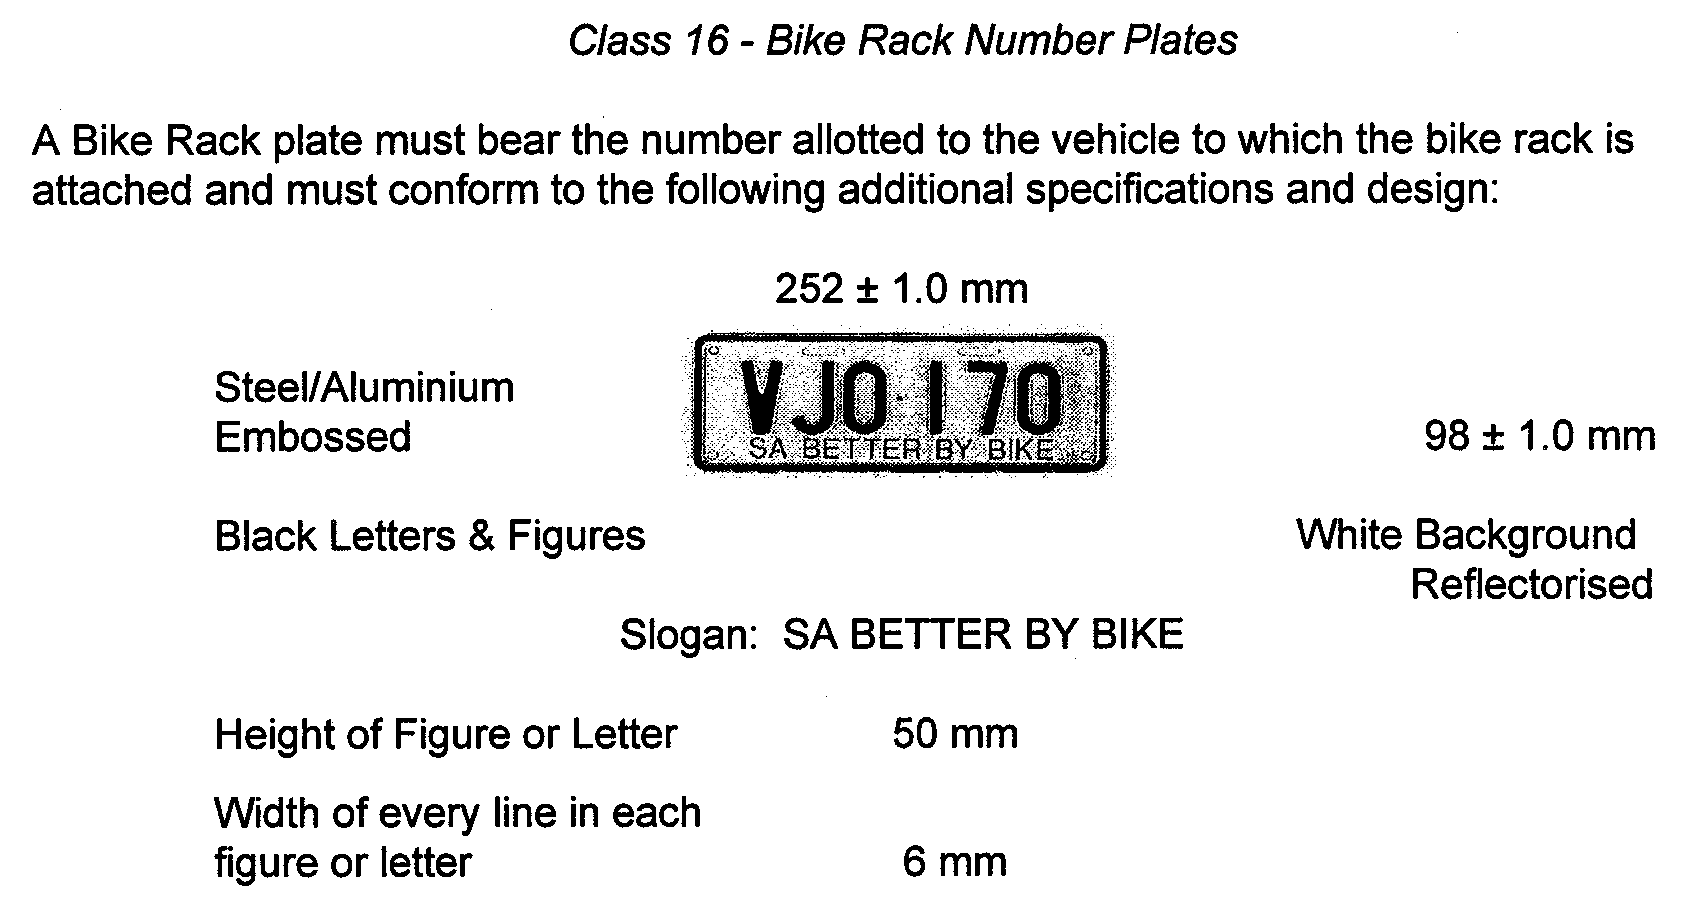 Class 16 - Bike Rack Number Plates
A Bike Rack plate must bear the number allotted to the vehicle to which the bike rack is
attached and must conform to the following additional specifications and design:
252 ± 1.0 mm
VJO·170
SA BETTER BY BIKE
Steel/Aluminium
Embossed
98 ± 1.0 mm
Black Letters & Figures
White Background
Reflectorised
Slogan: SA BETTER BY BIKE
Height of Figure or Letter 50 mm
Width of every line in each
figure or letter 6 mm